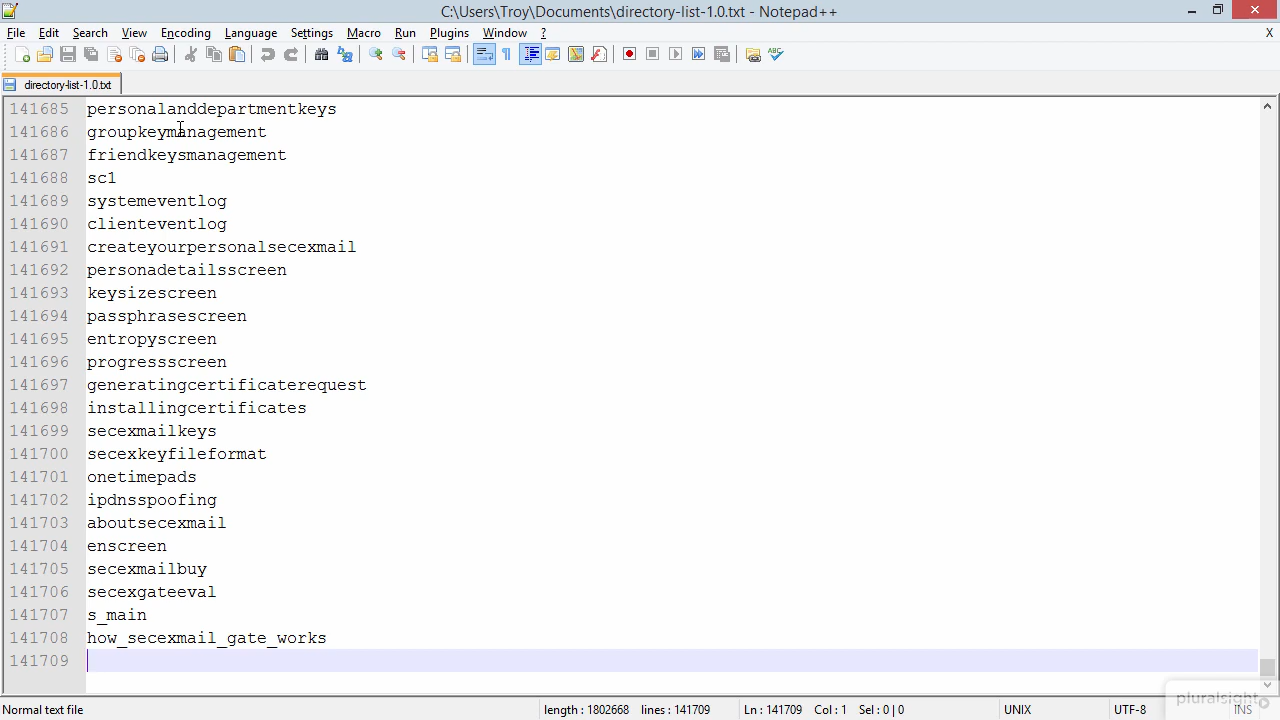 C:\Users\Troy\Documents\directory-list-1.0.txt - Notepad++
File Edit Search View Encoding Language Settings Macro Run Plugins Window ? X
directory-list-1.0.txt
141685 personalanddepartmentkeys
141686 groupkeymanagement
141687 friendkeysmanagement
141688 sc1
141689 systemeventlog
141690 clienteventlog
141691 createyourpersonalsecexmail
141692 personadetailsscreen
141693 keysizescreen
141694 passphrasescreen
141695 entropyscreen
141696 progressscreen
141697 generatingcertificaterequest
141698 installingcertificates
141699 secexmailkeys
141700 secexkeyfileformat
141701 onetimepads
141702 ipdnsspoofing
141703 aboutsecexmail
141704 enscreen
141705 secexmailbuy
141706 secexgateeval
141707 s_main
141708 how_secexmail_gate_works
141709
Normal text file length : 1802668 lines : 141709 Ln : 141709 Col : 1 Sel : 0 | 0 UNIX UTF-8 INS
pluralsight